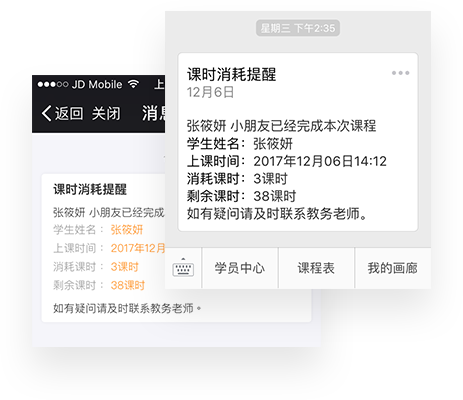 星期三 下午2:35
课时消耗提醒
12月6日
张筱妍 小朋友已经完成本次课程
学生姓名：张筱妍
上课时间：2017年12月06日14:12
消耗课时：3课时
剩余课时：38课时
如有疑问请及时联系教务老师。
学员中心
课程表
我的画廊
JD Mobile
上
返回 关闭
消息
课时消耗提醒
张筱妍 小朋友已经完成
学生姓名： 张筱妍
上课时间： 2017年12月
消耗课时： 3课时
剩余课时： 38课时
如有疑问请及时联系教务老师。